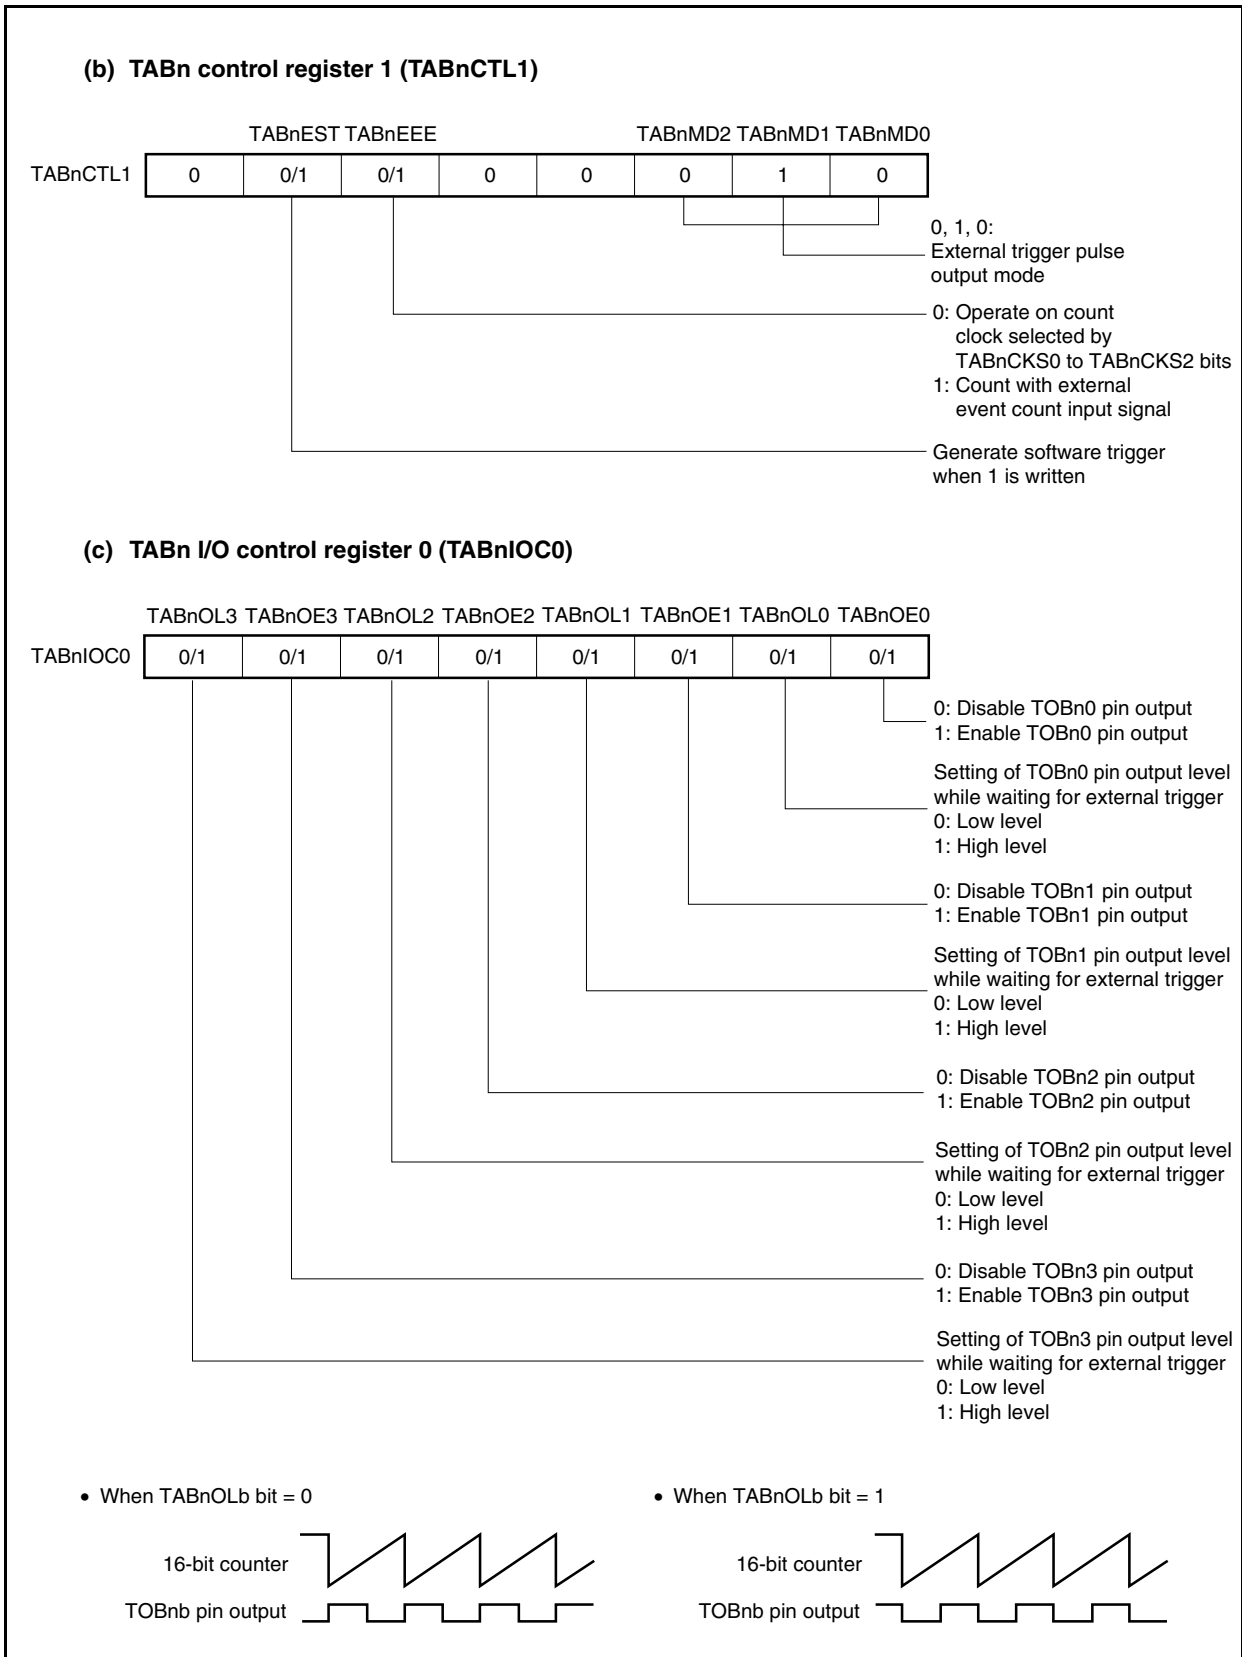 (b) TABn control register 1 (TABnCTL1)
TABnEST TABnEEE TABnMD2 TABnMD1 TABnMD0
TABnCTL1 0 0/1 0/1 0 0 0 1 0
0, 1, 0:
External trigger pulse
output mode
0: Operate on count
clock selected by
TABnCKS0 to TABnCKS2 bits
1: Count with external
event count input signal
Generate software trigger
when 1 is written
(c) TABn I/O control register 0 (TABnIOC0)
TABnOL3 TABnOE3 TABnOL2 TABnOE2 TABnOL1 TABnOE1 TABnOL0 TABnOE0
TABnIOC0 0/1 0/1 0/1 0/1 0/1 0/1 0/1 0/1
0: Disable TOBn0 pin output
1: Enable TOBn0 pin output
Setting of TOBn0 pin output level
while waiting for external trigger
0: Low level
1: High level
0: Disable TOBn1 pin output
1: Enable TOBn1 pin output
Setting of TOBn1 pin output level
while waiting for external trigger
0: Low level
1: High level
0: Disable TOBn2 pin output
1: Enable TOBn2 pin output
Setting of TOBn2 pin output level
while waiting for external trigger
0: Low level
1: High level
0: Disable TOBn3 pin output
1: Enable TOBn3 pin output
Setting of TOBn3 pin output level
while waiting for external trigger
0: Low level
1: High level
• When TABnOLb bit = 0
16-bit counter
TOBnb pin output
• When TABnOLb bit = 1
16-bit counter
TOBnb pin output